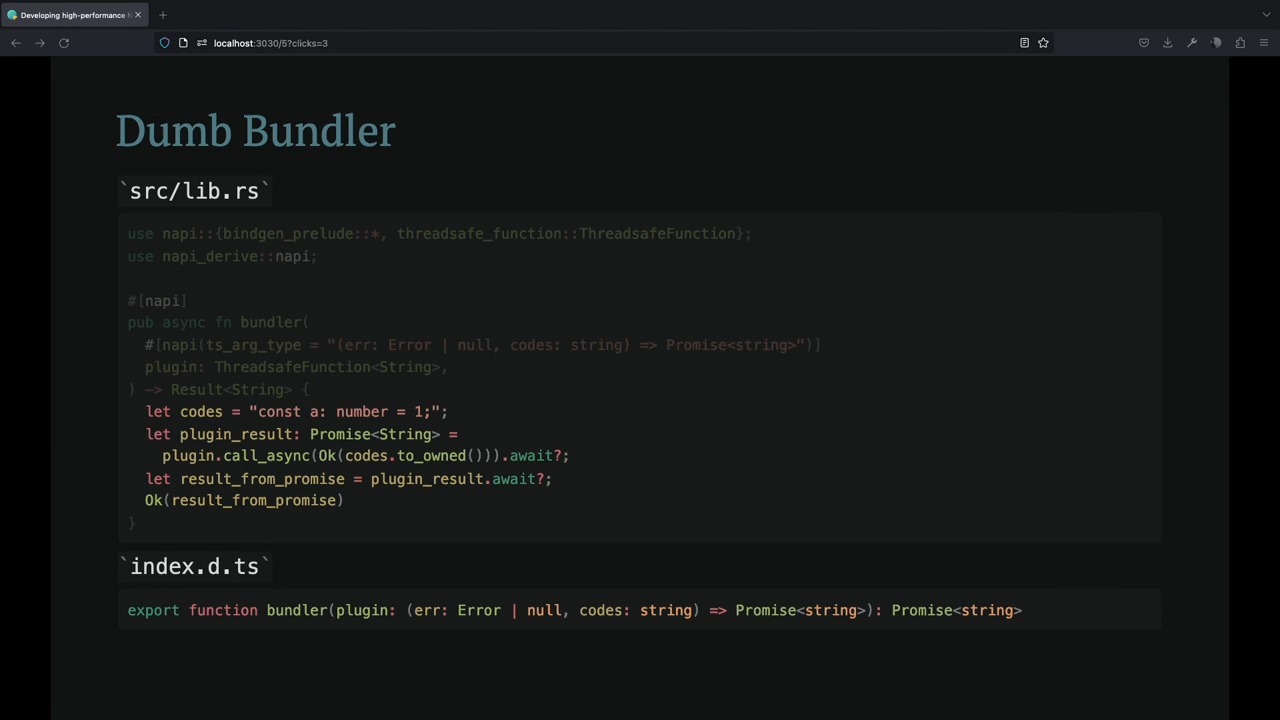 Developing high-performance
localhost:3030/5?clicks=3
Dumb Bundler
`src/lib.rs`
use napi::{bindgen_prelude::*, threadsafe_function::ThreadsafeFunction};
use napi_derive::napi;
#[napi]
pub async fn bundler(
  #[napi(ts_arg_type = "(err: Error | null, codes: string) => Promise<string>")]
  plugin: ThreadsafeFunction<String>,
) -> Result<String> {
  let codes = "const a: number = 1;";
  let plugin_result: Promise<String> =
    plugin.call_async(Ok(codes.to_owned())).await?;
  let result_from_promise = plugin_result.await?;
  Ok(result_from_promise)
}
`index.d.ts`
export function bundler(plugin: (err: Error | null, codes: string) => Promise<string>): Promise<string>